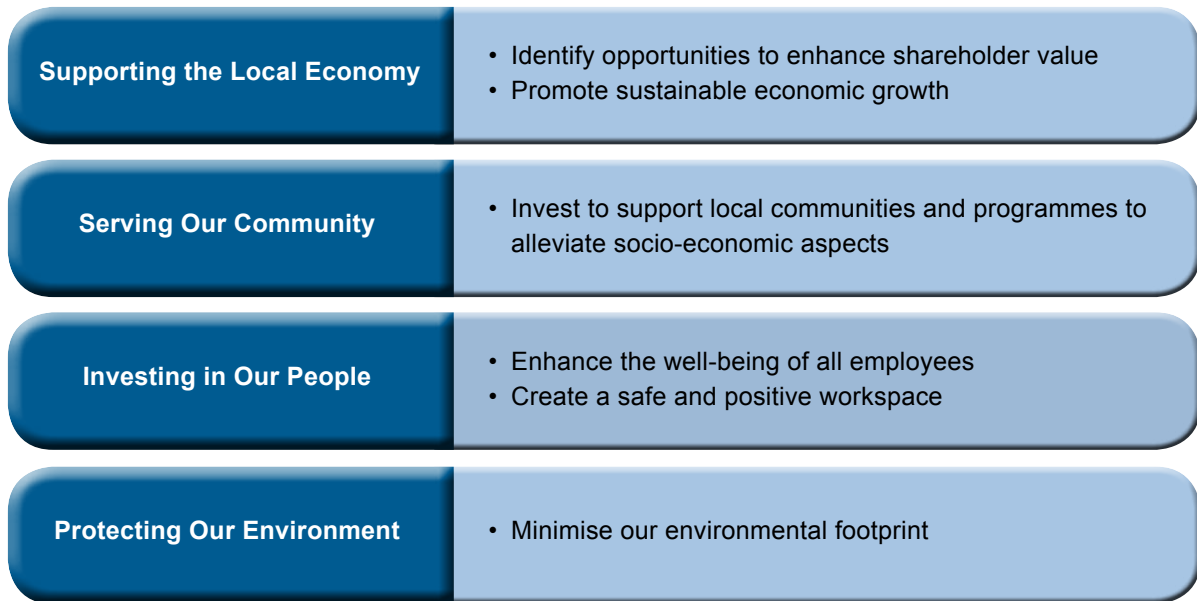 Supporting the Local Economy
• Identify opportunities to enhance shareholder value
• Promote sustainable economic growth
Serving Our Community
• Invest to support local communities and programmes to
alleviate socio-economic aspects
Investing in Our People
• Enhance the well-being of all employees
• Create a safe and positive workspace
Protecting Our Environment
• Minimise our environmental footprint